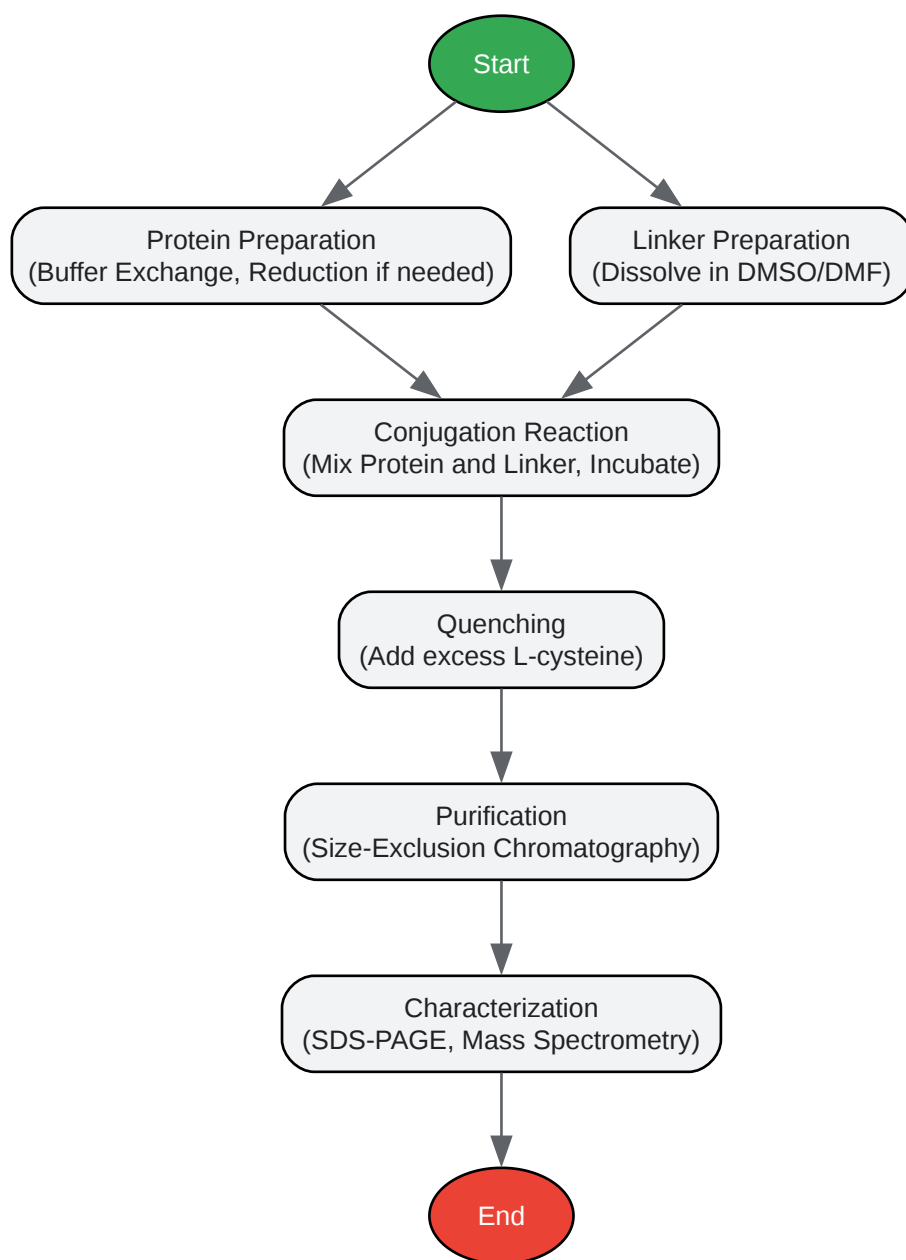 Start
Protein Preparation
(Buffer Exchange, Reduction if needed)
Linker Preparation
(Dissolve in DMSO/DMF)
Conjugation Reaction
(Mix Protein and Linker, Incubate)
Quenching
(Add excess L-cysteine)
Purification
(Size-Exclusion Chromatography)
Characterization
(SDS-PAGE, Mass Spectrometry)
End